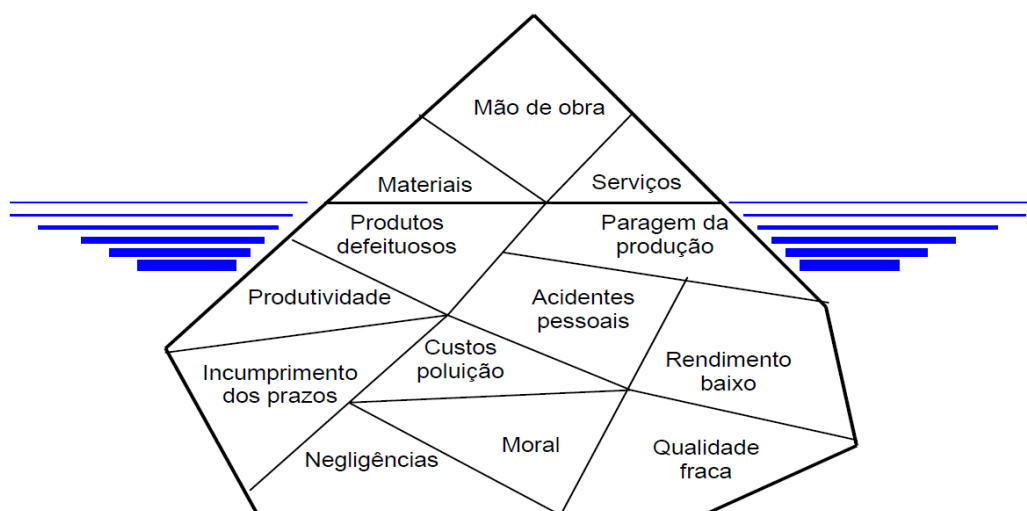 Mão de obra
Materiais
Serviços
Produtos
defeituosos
Paragem da
produção
Produtividade
Acidentes
pessoais
Custos
poluição
Incumprimento
dos prazos
Rendimento
baixo
Negligências
Moral
Qualidade
fraca